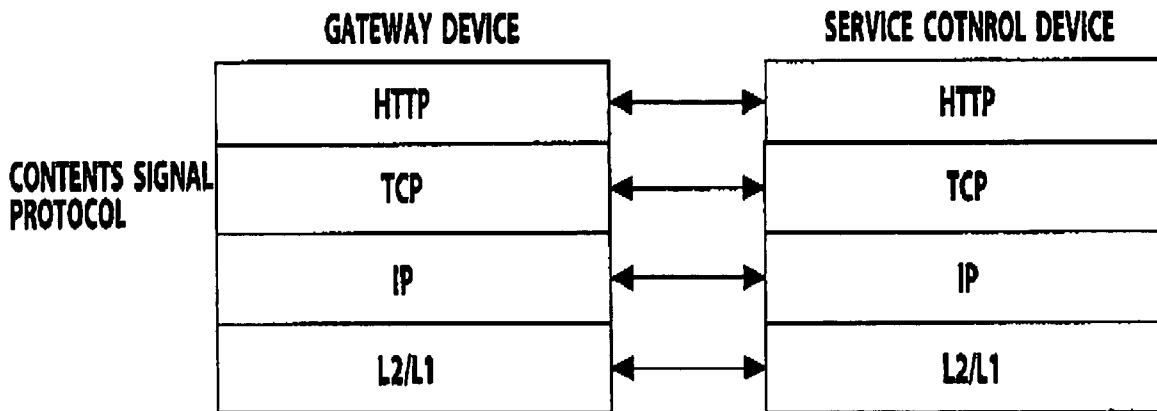 GATEWAY DEVICE
SERVICE COTNROL DEVICE
HTTP
HTTP
CONTENTS SIGNAL
PROTOCOL
TCP
TCP
IP
IP
L2/L1
L2/L1